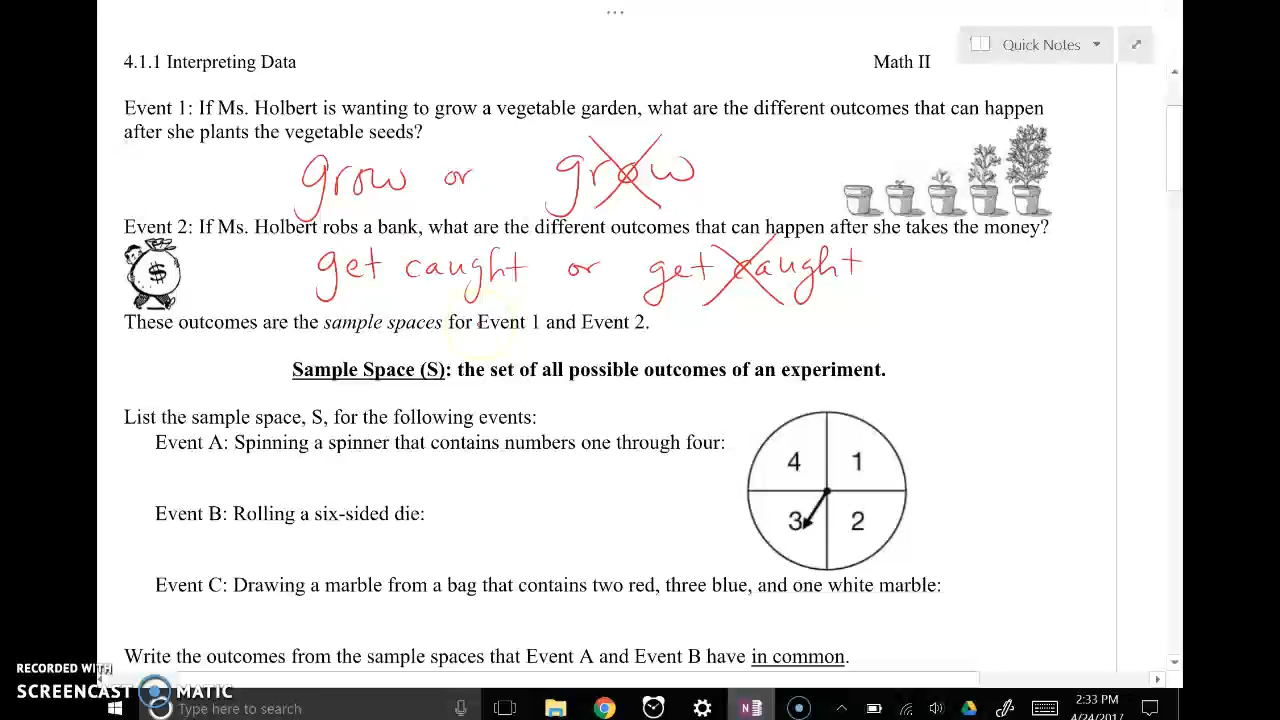 ...
Quick Notes
4.1.1 Interpreting Data Math II
Event 1: If Ms. Holbert is wanting to grow a vegetable garden, what are the different outcomes that can happen
after she plants the vegetable seeds?
grow or grow
Event 2: If Ms. Holbert robs a bank, what are the different outcomes that can happen after she takes the money?
$
get caught or get caught
These outcomes are the sample spaces for Event 1 and Event 2.
Sample Space (S): the set of all possible outcomes of an experiment.
List the sample space, S, for the following events:
Event A: Spinning a spinner that contains numbers one through four:
4 1
3 2
Event B: Rolling a six-sided die:
Event C: Drawing a marble from a bag that contains two red, three blue, and one white marble:
Write the outcomes from the sample spaces that Event A and Event B have in common.
RECORDED WITH
SCREENCAST MATIC
Type here to search
2:33 PM
4/24/2017